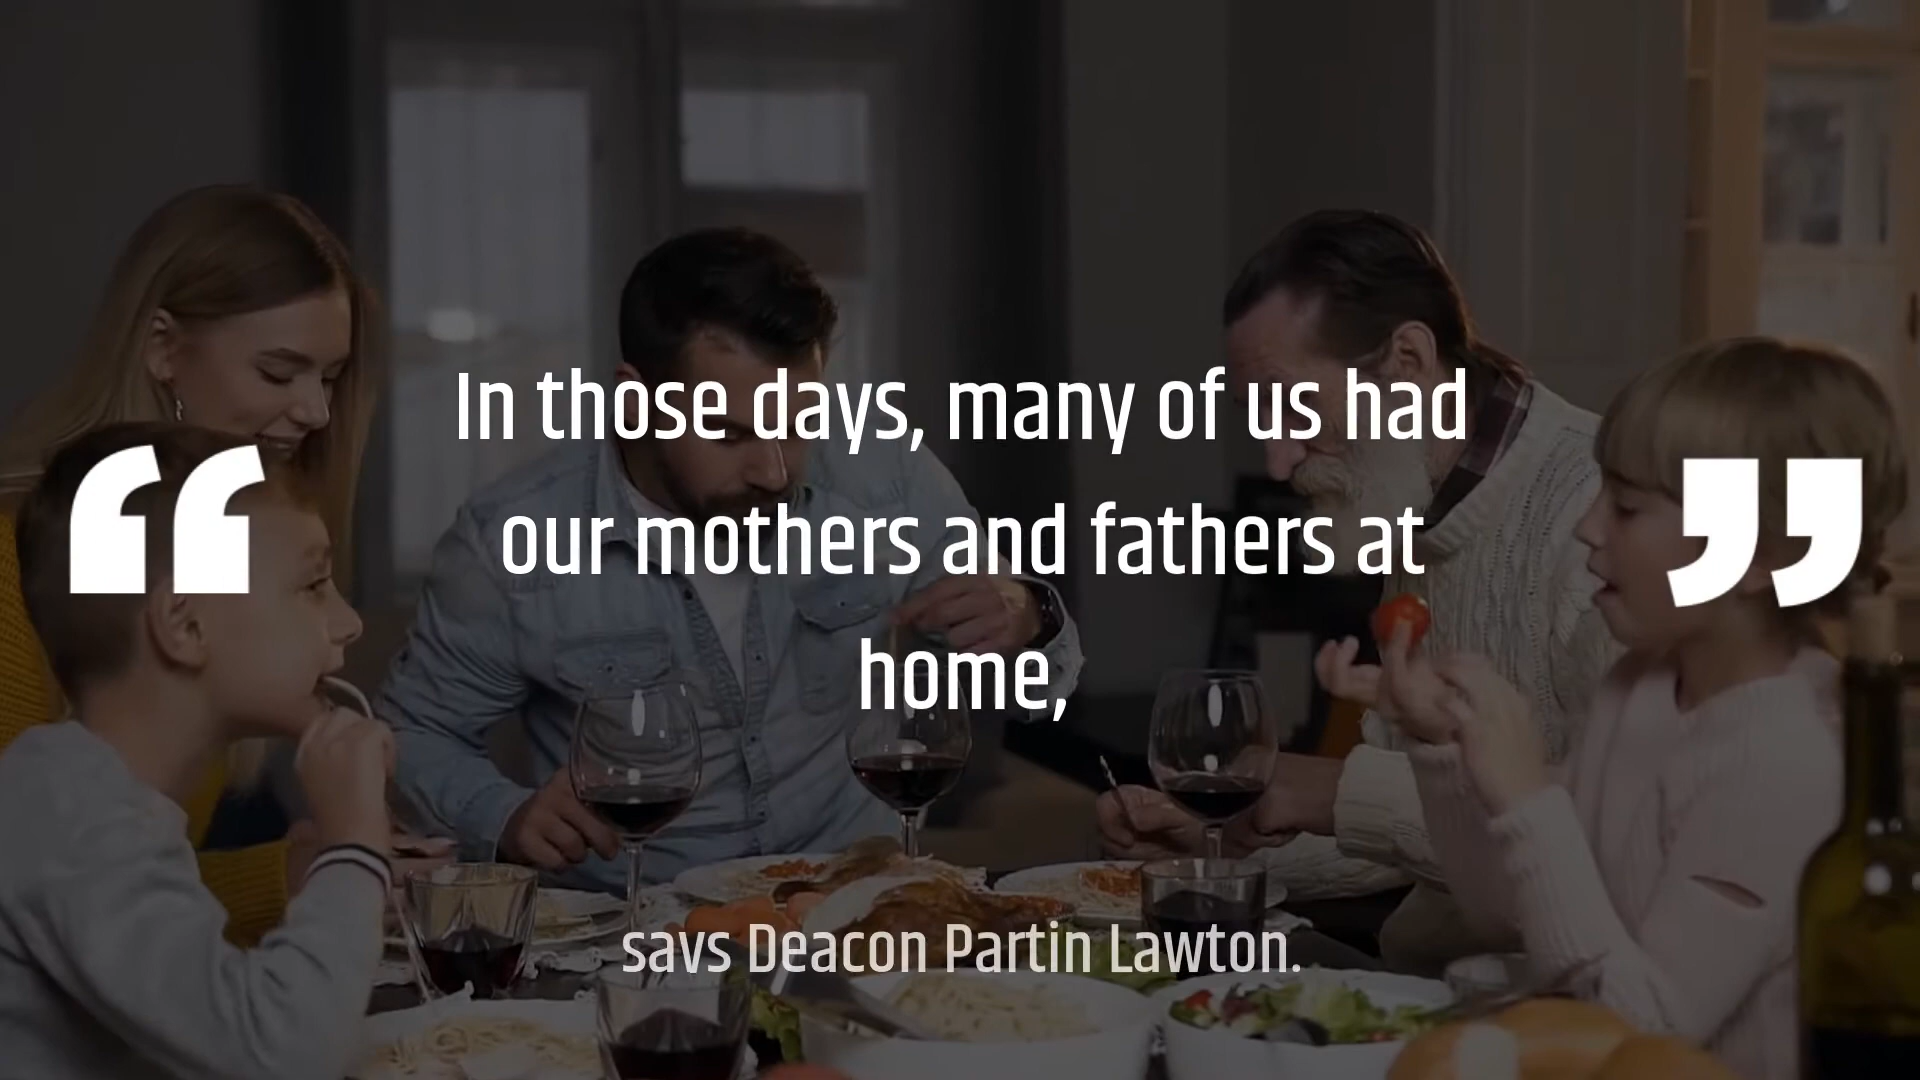 “ In those days, many of us had
our mothers and fathers at
home, ”
savs Deacon Partin Lawton.